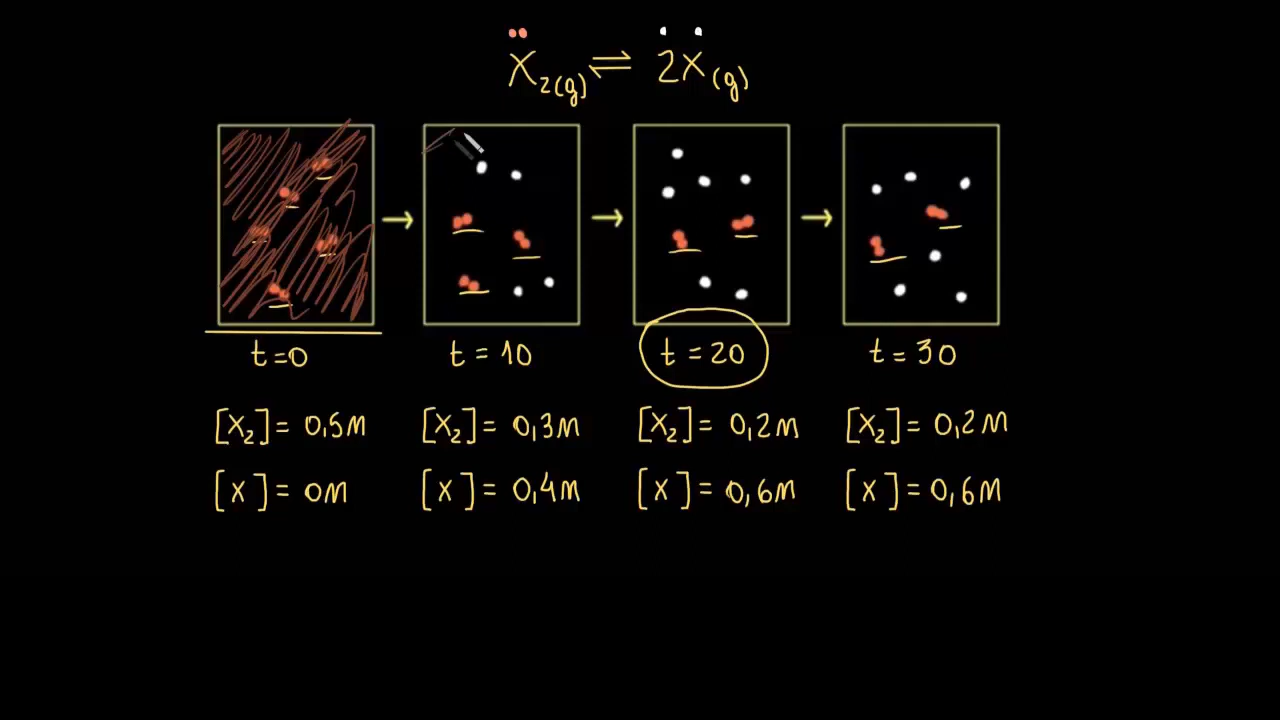 X₂(g) ⇌ 2X(g)
t=0
t = 10
t = 20
t = 30
[X₂] = 0,5M
[X₂] = 0,3M
[X₂] = 0,2M
[X₂] = 0,2M
[X] = 0M
[X] = 0,4M
[X] = 0,6M
[X] = 0,6M